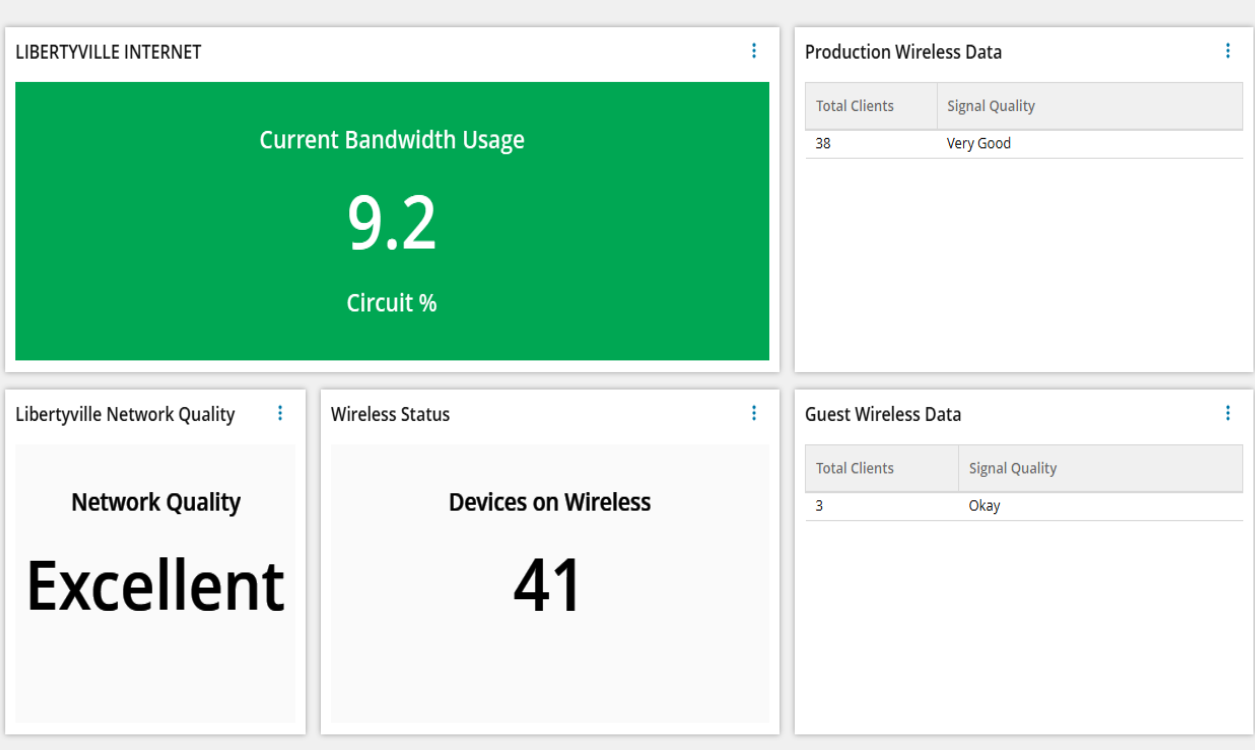 LIBERTYVILLE INTERNET
Current Bandwidth Usage
9.2
Circuit %
Production Wireless Data
Total Clients Signal Quality
38 Very Good
Libertyville Network Quality
Network Quality
Excellent
Wireless Status
Devices on Wireless
41
Guest Wireless Data
Total Clients Signal Quality
3 Okay